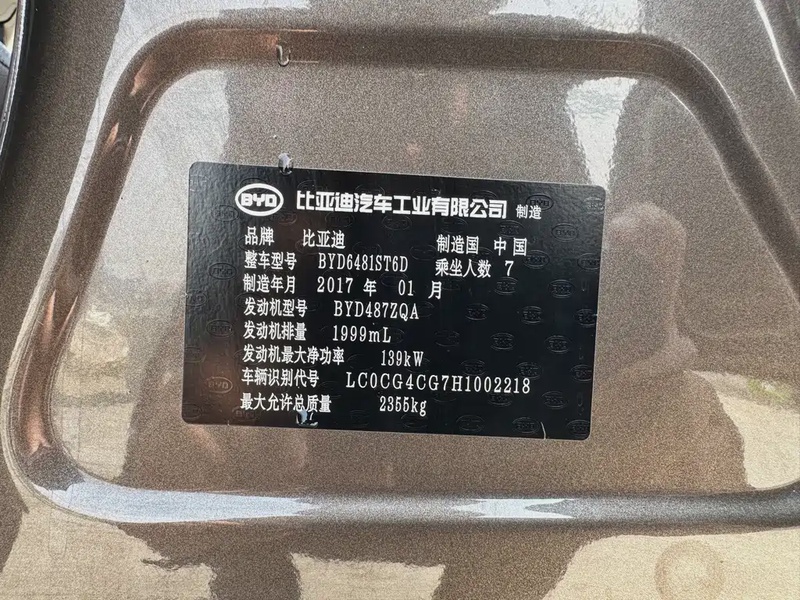 BYD 比亚迪汽车工业有限公司 制造
品牌 比亚迪 制造国 中国
整车型号 BYD6481ST6D 乘坐人数 7
制造年月 2017 年 01 月
发动机型号 BYD487ZQA
发动机排量 1999mL
发动机最大净功率 139kW
车辆识别代号 LC0CG4CG7H1002218
最大允许总质量 2355kg